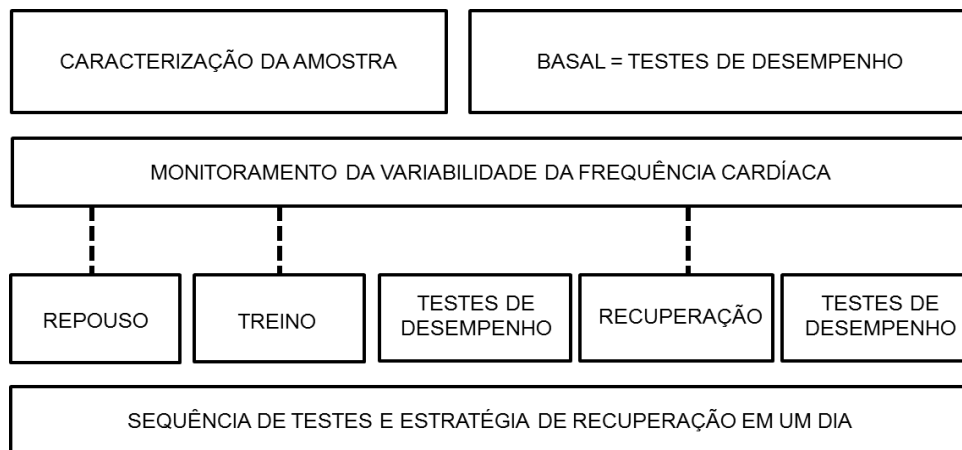 CARACTERIZAÇÃO DA AMOSTRA
BASAL = TESTES DE DESEMPENHO
MONITORAMENTO DA VARIABILIDADE DA FREQUÊNCIA CARDÍACA
REPOUSO
TREINO
TESTES DE
DESEMPENHO
RECUPERAÇÃO
TESTES DE
DESEMPENHO
SEQUÊNCIA DE TESTES E ESTRATÉGIA DE RECUPERAÇÃO EM UM DIA